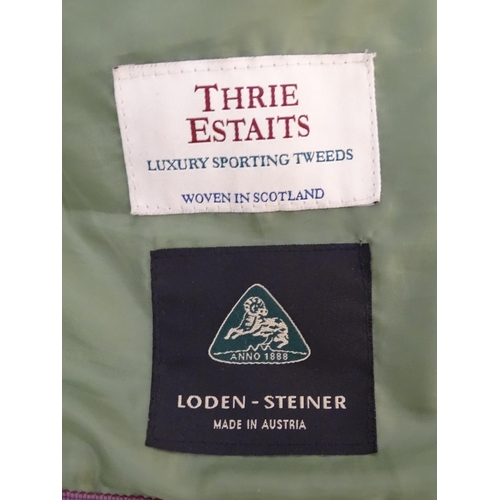 THRIE
ESTAITS
LUXURY SPORTING TWEEDS
WOVEN IN SCOTLAND
ANNO 1888
LODEN - STEINER
MADE IN AUSTRIA